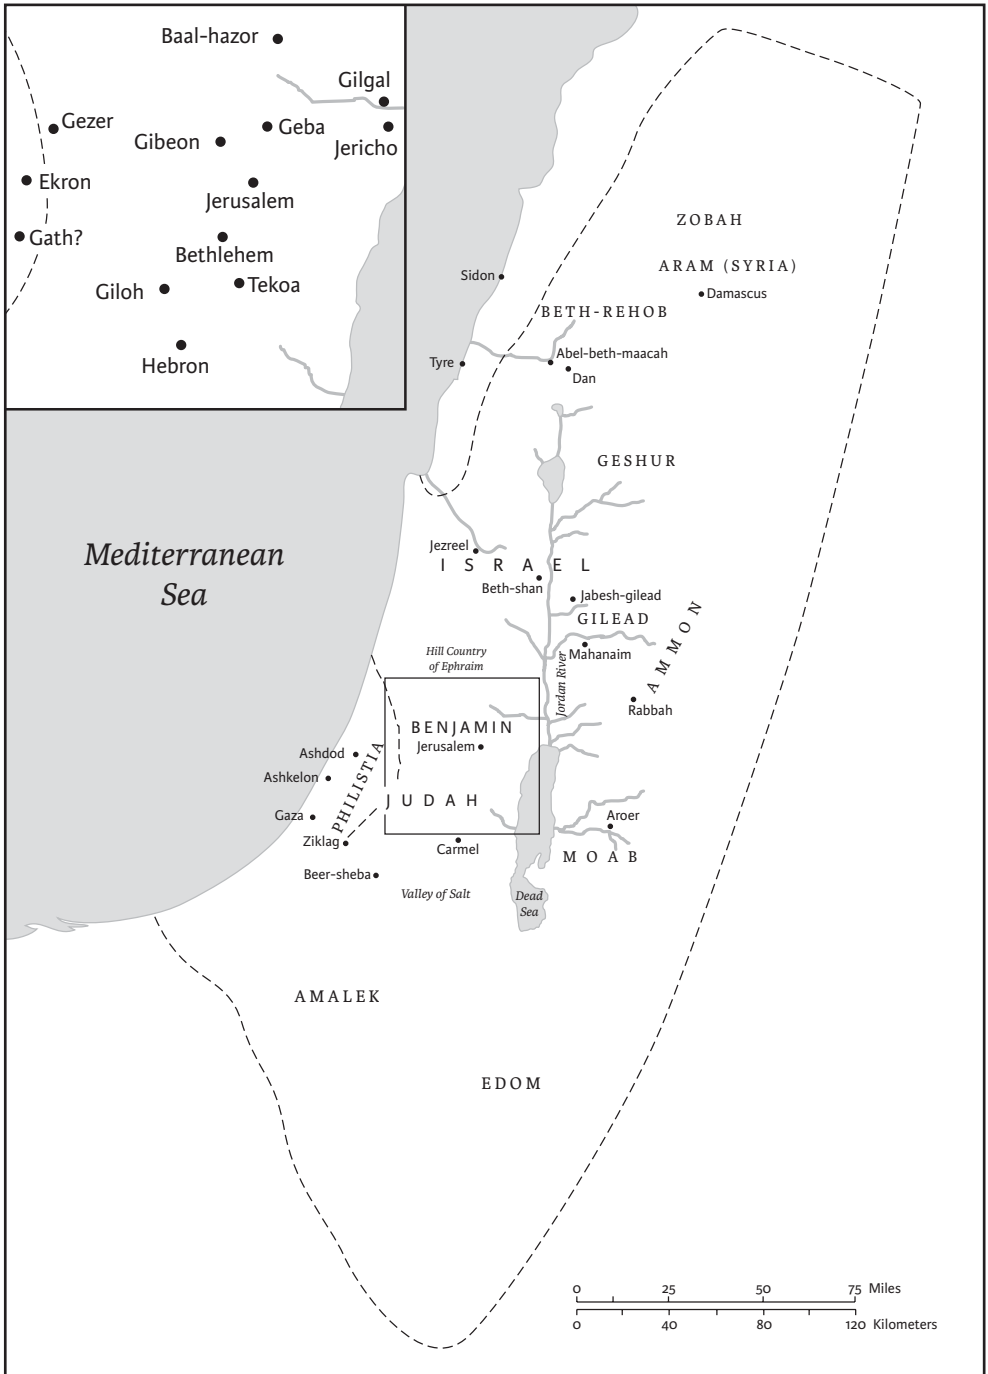 Baal-hazor
Gilgal
Gezer
Geba
Gibeon
Jericho
Ekron
Jerusalem
Gath?
Bethlehem
Giloh
Tekoa
Hebron
ZOBAH
ARAM (SYRIA)
Sidon
Damascus
BETH-REHOB
Abel-beth-maacah
Tyre
Dan
GESHUR
Mediterranean
Sea
Jezreel
ISRAEL
Beth-shan
Jabesh-gilead
GILEAD
AMMON
Hill Country
of Ephraim
Mahanaim
Jordan River
Rabbah
BENJAMIN
Jerusalem
Ashdod
PHILISTIA
Ashkelon
JUDAH
Gaza
Aroer
Ziklag
Carmel
MOAB
Beer-sheba
Valley of Salt
Dead
Sea
AMALEK
EDOM
0 25 50 75 Miles
0 40 80 120 Kilometers